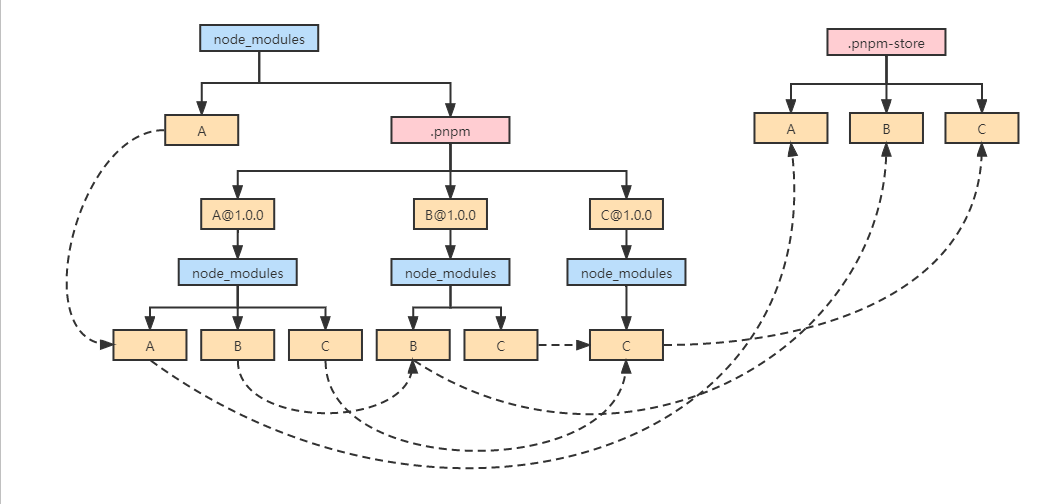 node_modules
.pnpm-store
A
.pnpm
A
B
C
A@1.0.0
B@1.0.0
C@1.0.0
node_modules
node_modules
node_modules
A
B
C
B
C
C